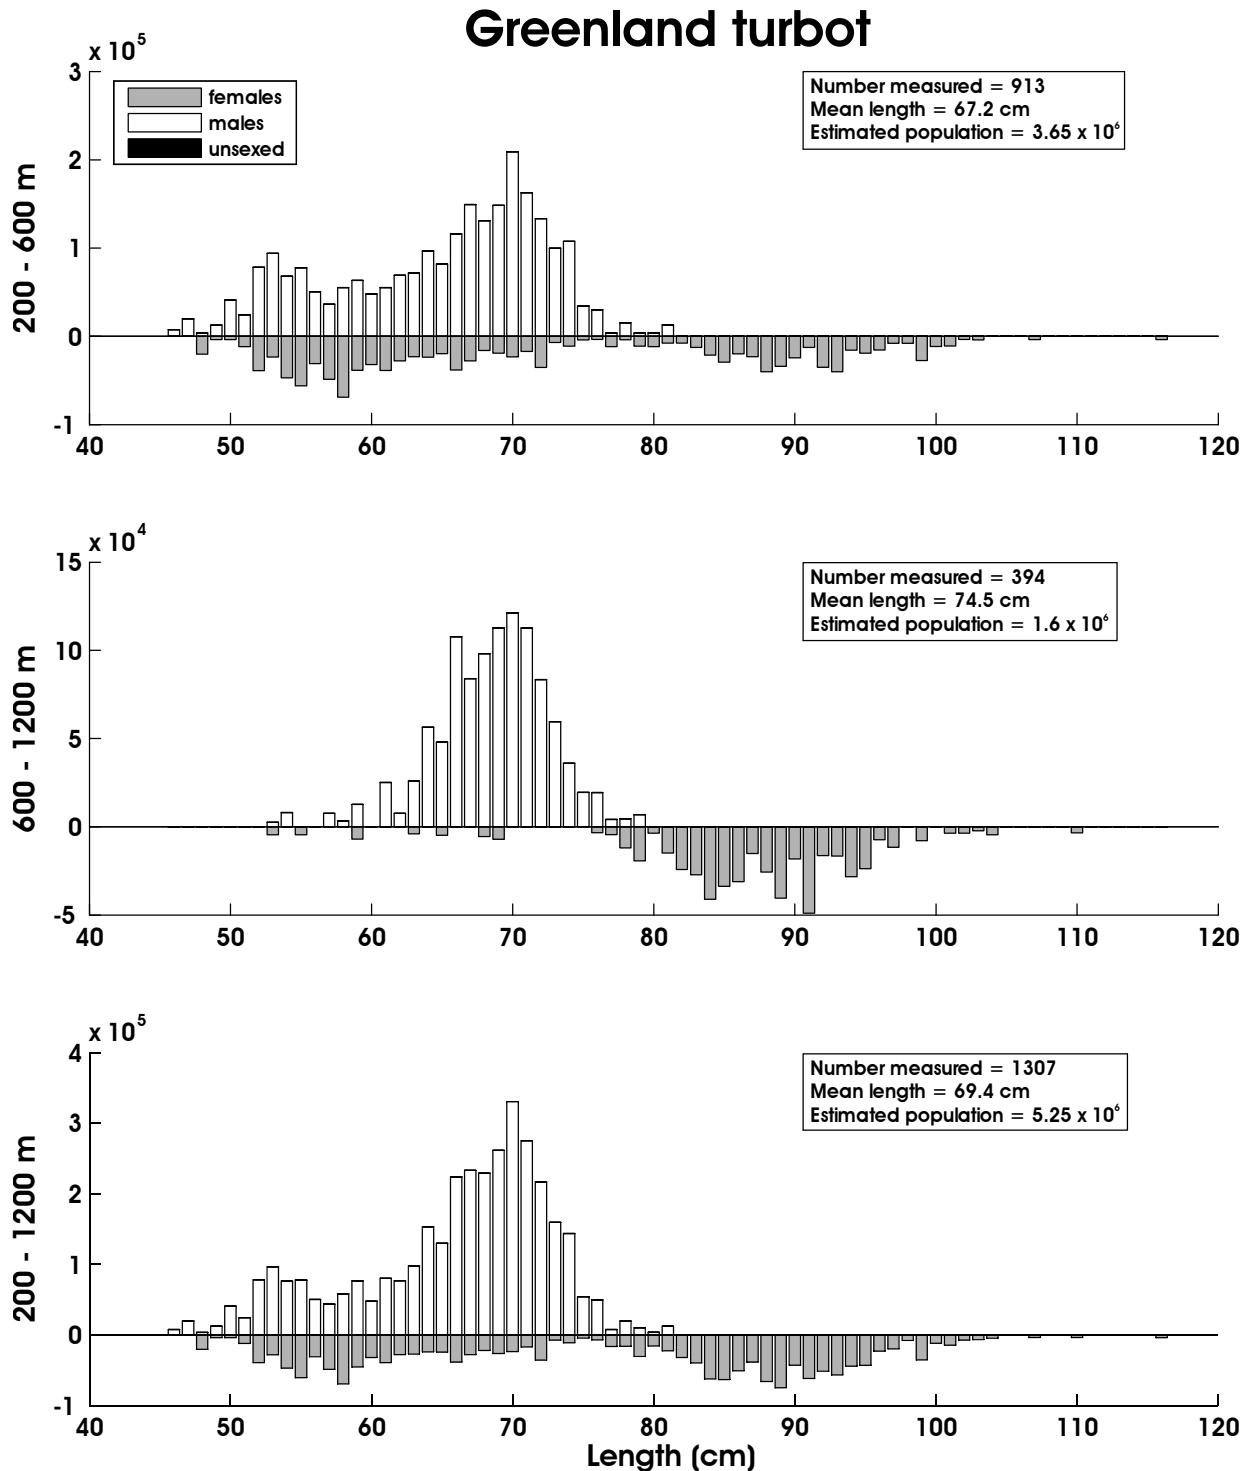 Greenland turbot
x 10^5
3
2
1
0
-1
200 - 600 m
females
males
unsexed
Number measured = 913
Mean length = 67.2 cm
Estimated population = 3.65 x 10^6
40 50 60 70 80 90 100 110 120
x 10^4
15
10
5
0
-5
600 - 1200 m
Number measured = 394
Mean length = 74.5 cm
Estimated population = 1.6 x 10^6
40 50 60 70 80 90 100 110 120
x 10^5
4
3
2
1
0
-1
200 - 1200 m
Number measured = 1307
Mean length = 69.4 cm
Estimated population = 5.25 x 10^6
40 50 60 70 80 90 100 110 120
Length (cm)